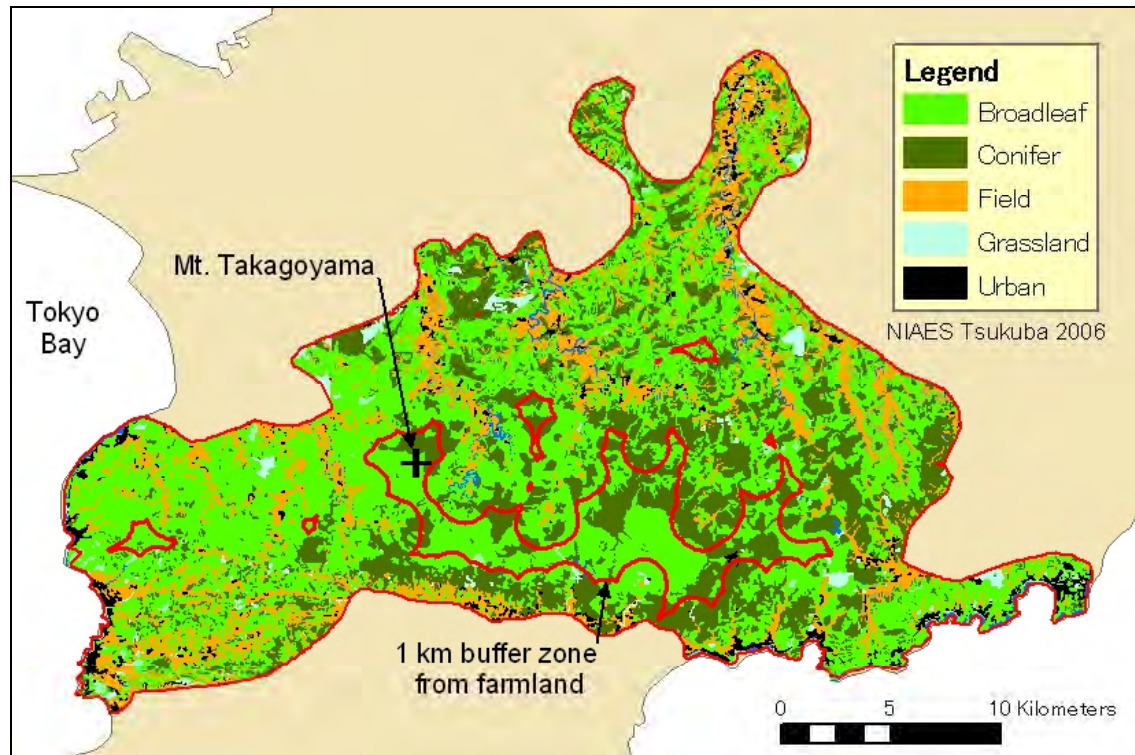 Legend
Broadleaf
Conifer
Field
Grassland
Urban
NIAES Tsukuba 2006
Mt. Takagoyama
Tokyo
Bay
1 km buffer zone
from farmland
0 5 10 Kilometers